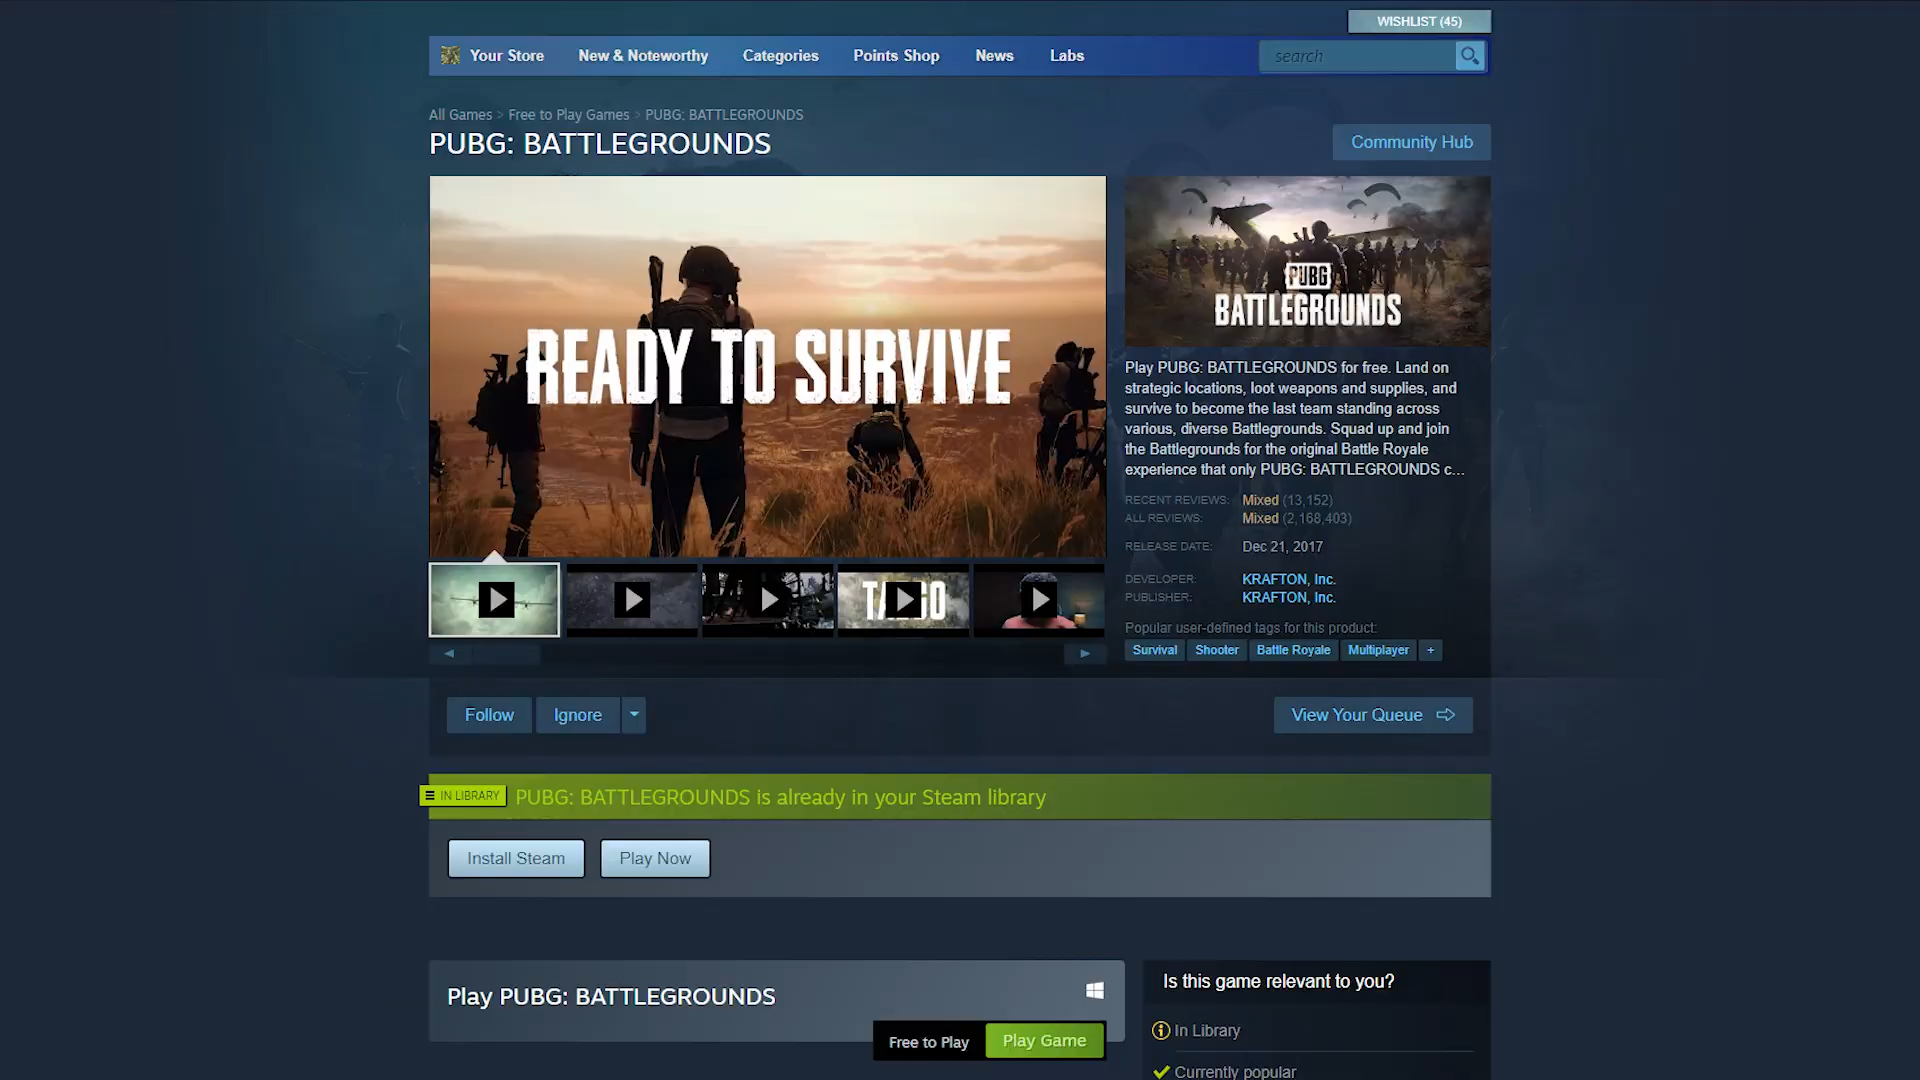 WISHLIST (45)
Your Store New & Noteworthy Categories Points Shop News Labs
search
All Games > Free to Play Games > PUBG: BATTLEGROUNDS
PUBG: BATTLEGROUNDS
Community Hub
READY TO SURVIVE
PUBG
BATTLEGROUNDS
Play PUBG: BATTLEGROUNDS for free. Land on
strategic locations, loot weapons and supplies, and
survive to become the last team standing across
various, diverse Battlegrounds. Squad up and join
the Battlegrounds for the original Battle Royale
experience that only PUBG: BATTLEGROUNDS c...
RECENT REVIEWS: Mixed (13,152)
ALL REVIEWS: Mixed (2,168,403)
RELEASE DATE: Dec 21, 2017
DEVELOPER: KRAFTON, Inc.
PUBLISHER: KRAFTON, Inc.
Popular user-defined tags for this product:
Survival Shooter Battle Royale Multiplayer +
Follow Ignore
View Your Queue
IN LIBRARY PUBG: BATTLEGROUNDS is already in your Steam library
Install Steam Play Now
Play PUBG: BATTLEGROUNDS
Free to Play Play Game
Is this game relevant to you?
In Library
Currently popular